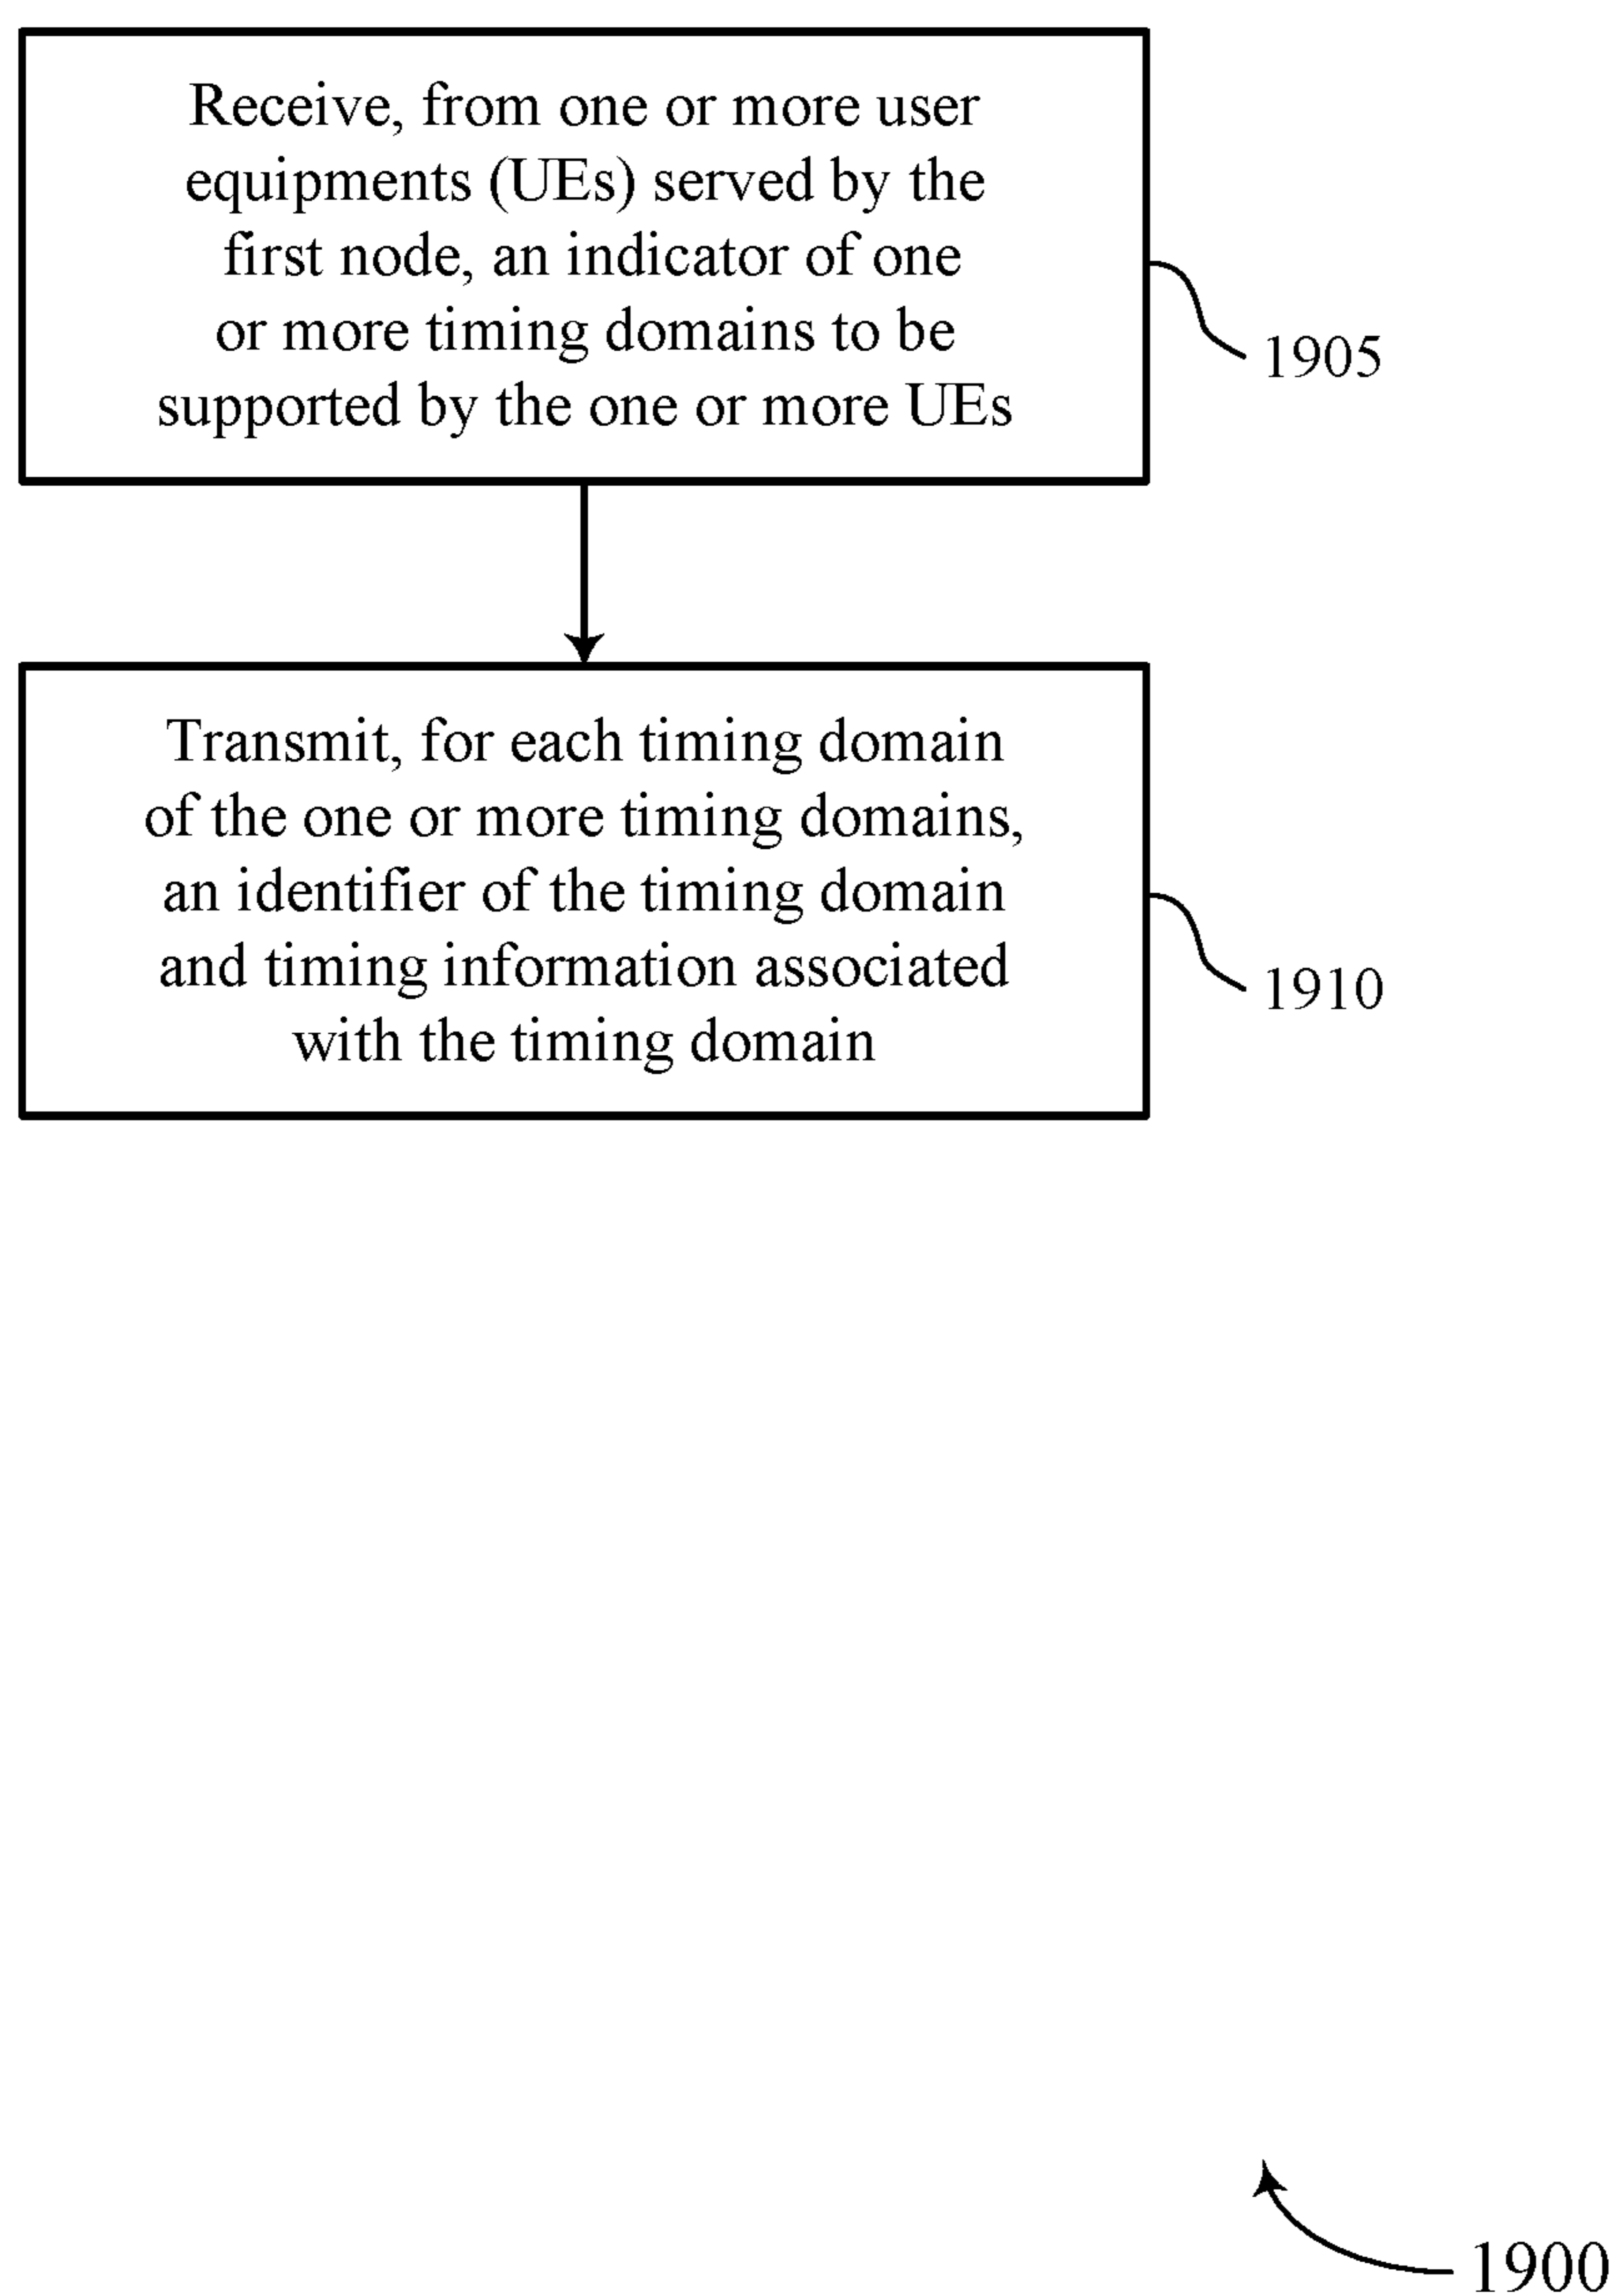 Receive, from one or more user
equipments (UEs) served by the
first node, an indicator of one
or more timing domains to be
supported by the one or more UEs
1905
Transmit, for each timing domain
of the one or more timing domains,
an identifier of the timing domain
and timing information associated
with the timing domain
1910
1900